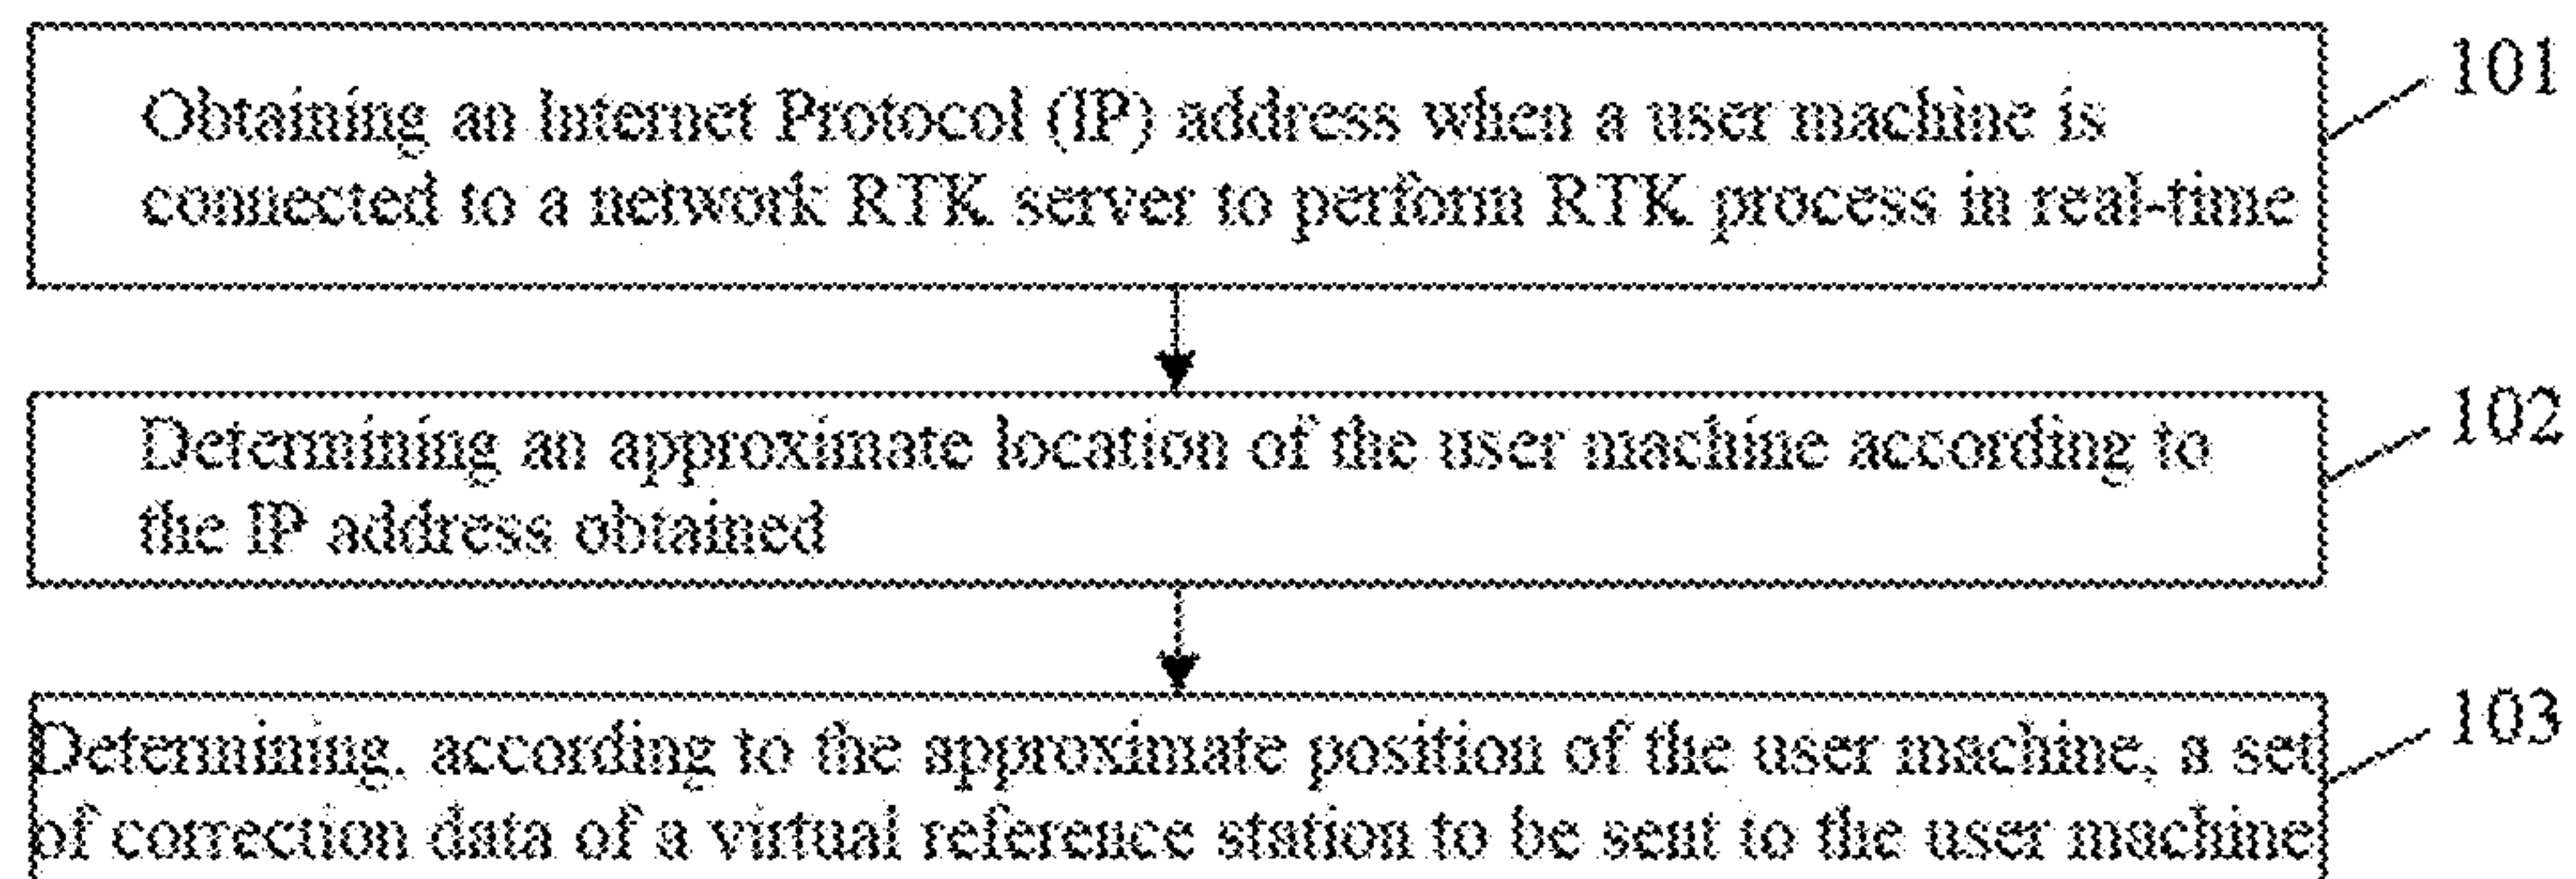 Obtaining an Internet Protocol (IP) address when a user machine is
connected to a network RTK server to perform RTK process in real-time
101
Determining an approximate location of the user machine according to
the IP address obtained
102
Determining, according to the approximate position of the user machine, a set
of correction data of a virtual reference station to be sent to the user machine
103